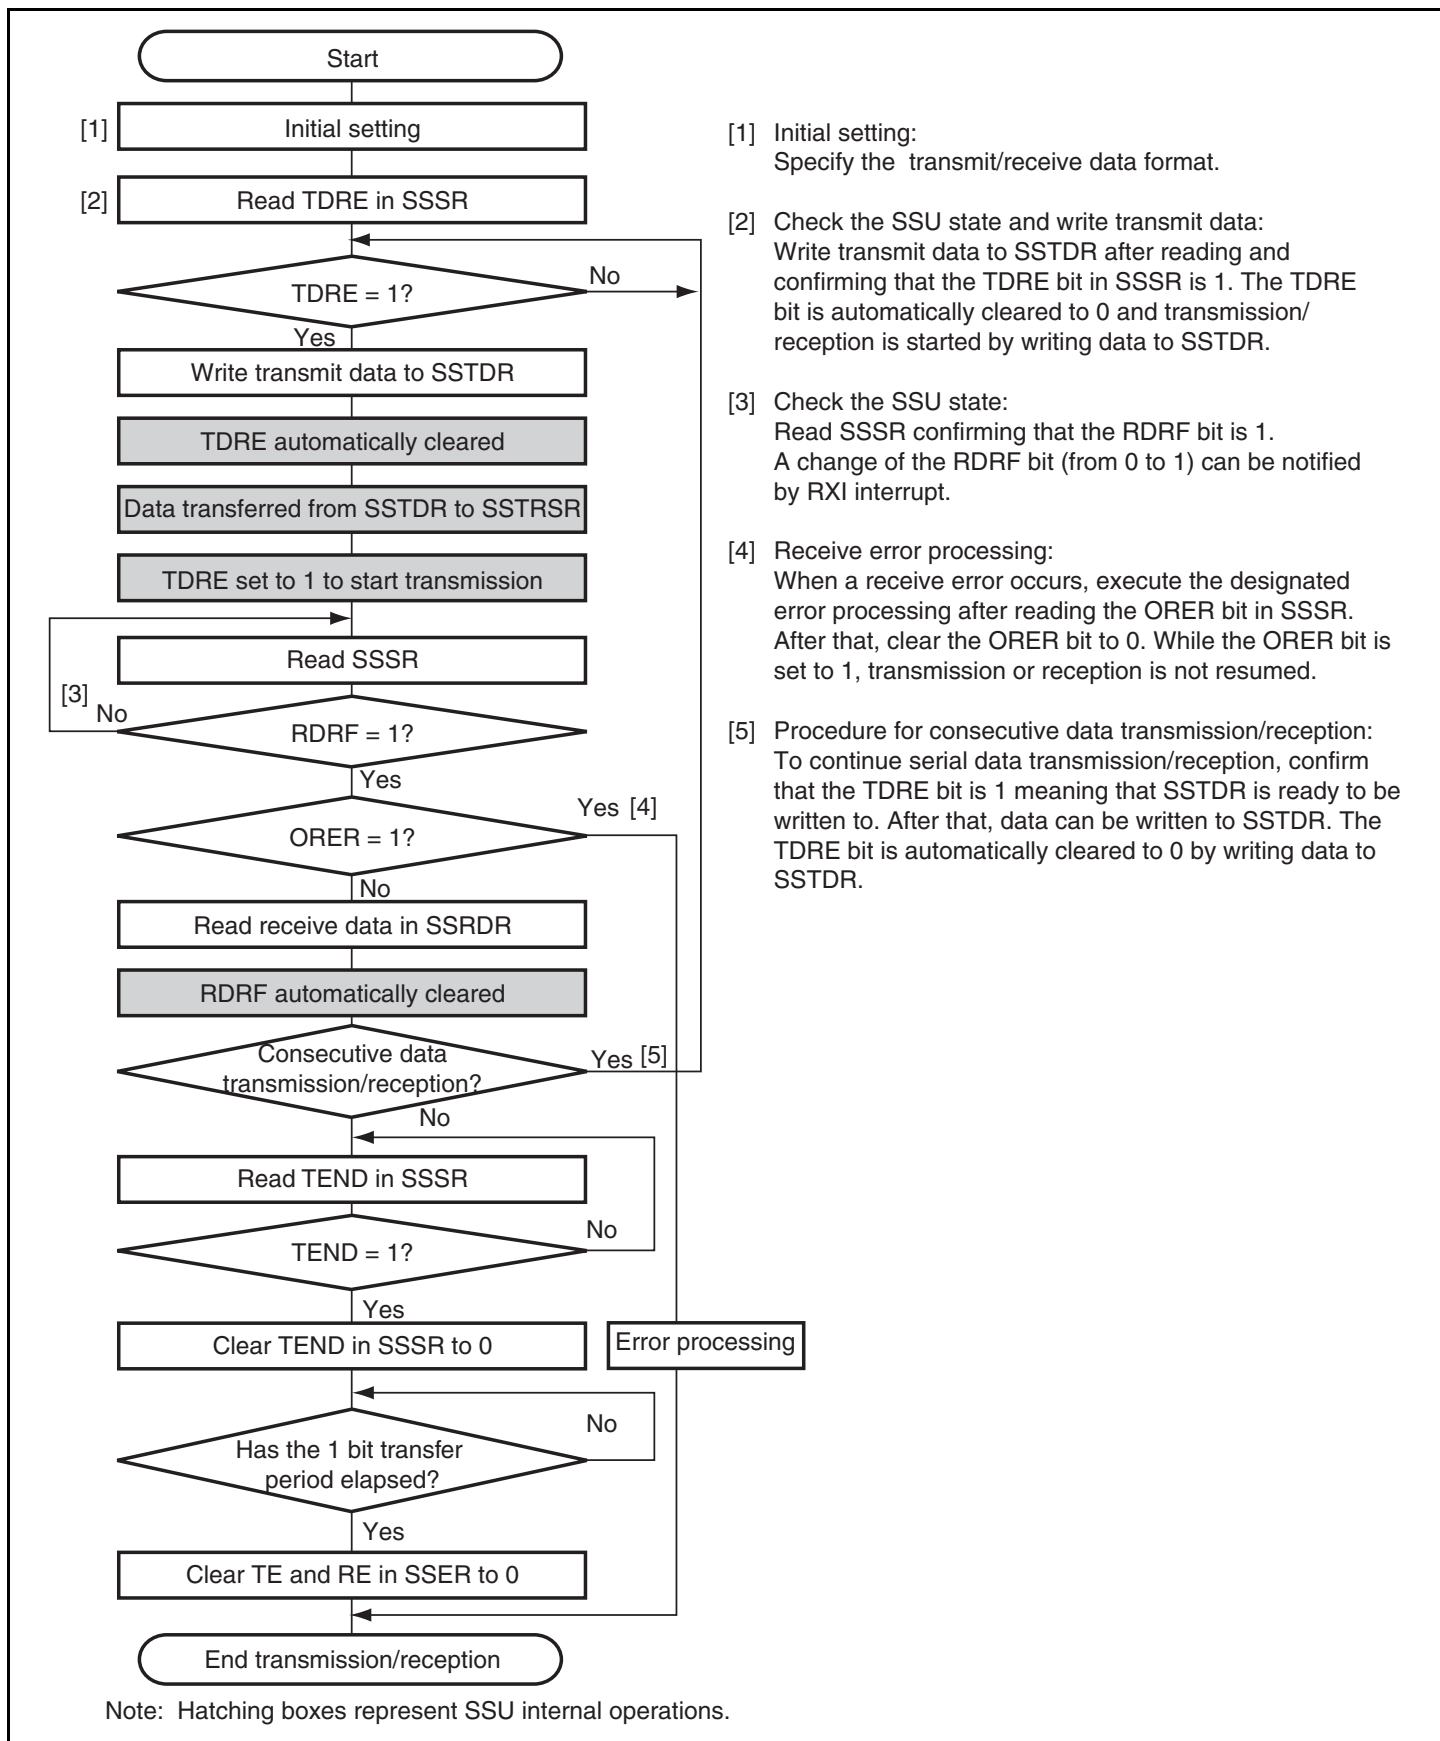 Start
[1] Initial setting
[2] Read TDRE in SSSR
TDRE = 1?
No
Yes
Write transmit data to SSTDR
TDRE automatically cleared
Data transferred from SSTDR to SSTRSR
TDRE set to 1 to start transmission
Read SSSR
[3]
No
RDRF = 1?
Yes
Yes [4]
ORER = 1?
No
Read receive data in SSRDR
RDRF automatically cleared
Consecutive data
transmission/reception?
Yes [5]
No
Read TEND in SSSR
No
TEND = 1?
Yes
Clear TEND in SSSR to 0
Error processing
No
Has the 1 bit transfer
period elapsed?
Yes
Clear TE and RE in SSER to 0
End transmission/reception
Note: Hatching boxes represent SSU internal operations.
[1] Initial setting:
Specify the transmit/receive data format.
[2] Check the SSU state and write transmit data:
Write transmit data to SSTDR after reading and
confirming that the TDRE bit in SSSR is 1. The TDRE
bit is automatically cleared to 0 and transmission/
reception is started by writing data to SSTDR.
[3] Check the SSU state:
Read SSSR confirming that the RDRF bit is 1.
A change of the RDRF bit (from 0 to 1) can be notified
by RXI interrupt.
[4] Receive error processing:
When a receive error occurs, execute the designated
error processing after reading the ORER bit in SSSR.
After that, clear the ORER bit to 0. While the ORER bit is
set to 1, transmission or reception is not resumed.
[5] Procedure for consecutive data transmission/reception:
To continue serial data transmission/reception, confirm
that the TDRE bit is 1 meaning that SSTDR is ready to be
written to. After that, data can be written to SSTDR. The
TDRE bit is automatically cleared to 0 by writing data to
SSTDR.